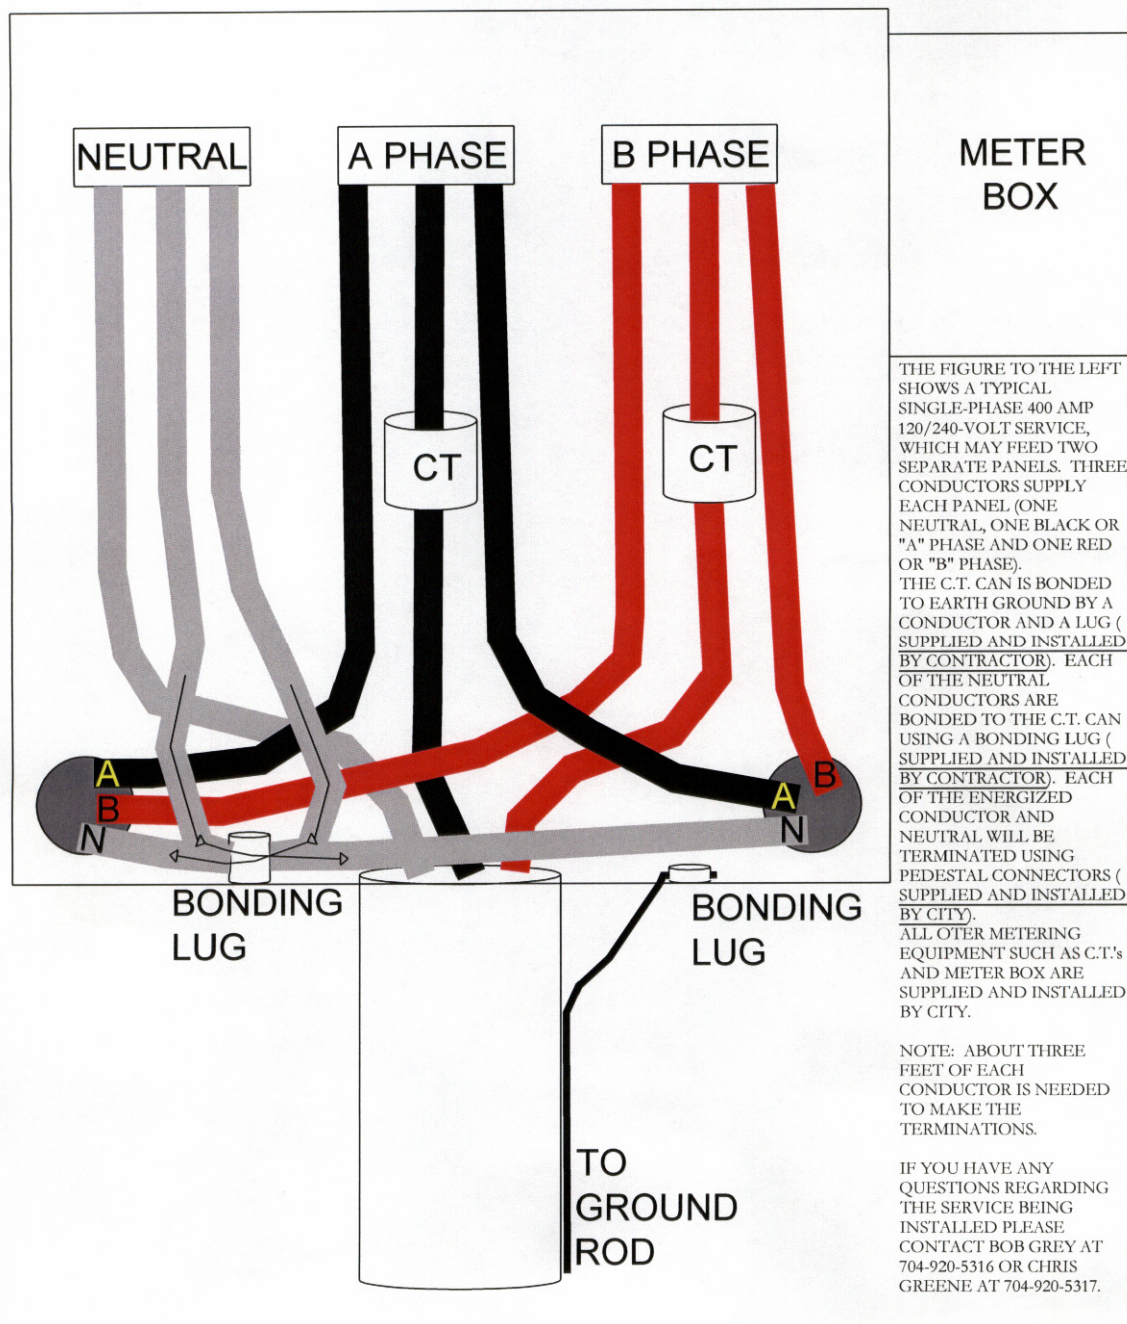 NEUTRAL
A PHASE
B PHASE
METER
BOX
CT
CT
A
B
N
B
A
N
BONDING
LUG
BONDING
LUG
TO
GROUND
ROD
THE FIGURE TO THE LEFT
SHOWS A TYPICAL
SINGLE-PHASE 400 AMP
120/240-VOLT SERVICE,
WHICH MAY FEED TWO
SEPARATE PANELS. THREE
CONDUCTORS SUPPLY
EACH PANEL (ONE
NEUTRAL, ONE BLACK OR
"A" PHASE AND ONE RED
OR "B" PHASE).
THE C.T. CAN IS BONDED
TO EARTH GROUND BY A
CONDUCTOR AND A LUG (
SUPPLIED AND INSTALLED
BY CONTRACTOR). EACH
OF THE NEUTRAL
CONDUCTORS ARE
BONDED TO THE C.T. CAN
USING A BONDING LUG (
SUPPLIED AND INSTALLED
BY CONTRACTOR). EACH
OF THE ENERGIZED
CONDUCTOR AND
NEUTRAL WILL BE
TERMINATED USING
PEDESTAL CONNECTORS (
SUPPLIED AND INSTALLED
BY CITY).
ALL OTER METERING
EQUIPMENT SUCH AS C.T.'s
AND METER BOX ARE
SUPPLIED AND INSTALLED
BY CITY.
NOTE: ABOUT THREE
FEET OF EACH
CONDUCTOR IS NEEDED
TO MAKE THE
TERMINATIONS.
IF YOU HAVE ANY
QUESTIONS REGARDING
THE SERVICE BEING
INSTALLED PLEASE
CONTACT BOB GREY AT
704-920-5316 OR CHRIS
GREENE AT 704-920-5317.